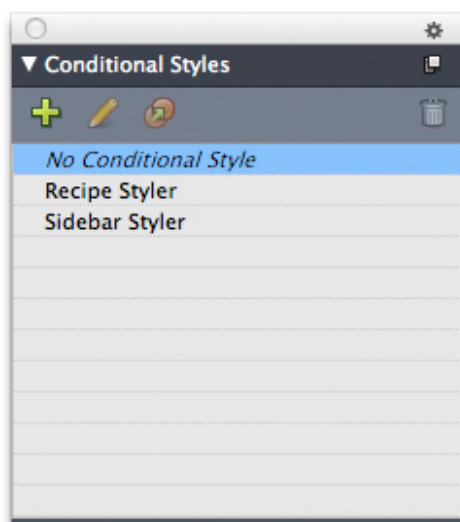 Conditional Styles
No Conditional Style
Recipe Styler
Sidebar Styler